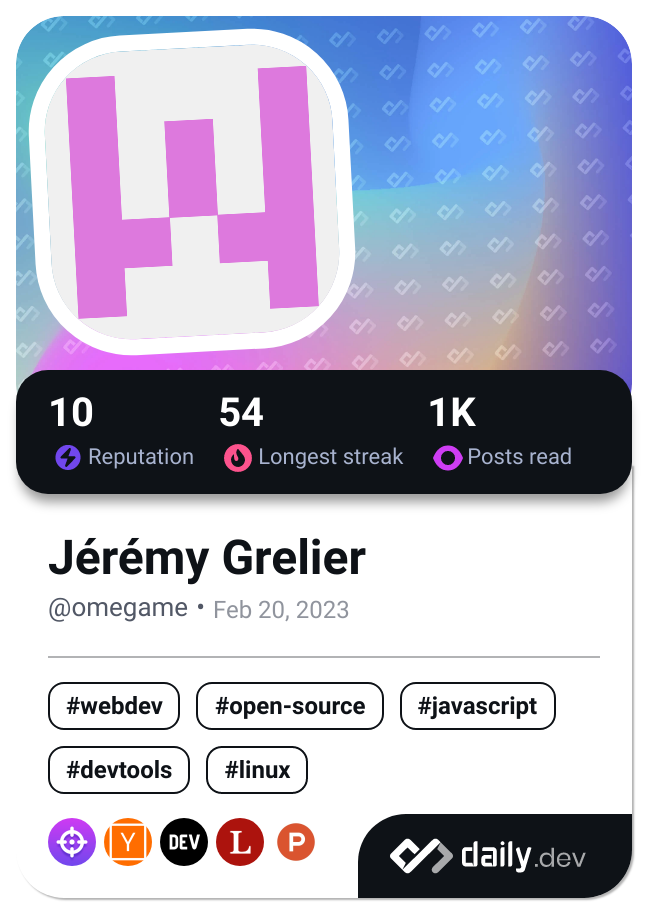 10 54 1K
Reputation Longest streak Posts read
Jérémy Grelier
@omegame • Feb 20, 2023
#webdev #open-source #javascript
#devtools #linux
Y DEV L P
daily.dev